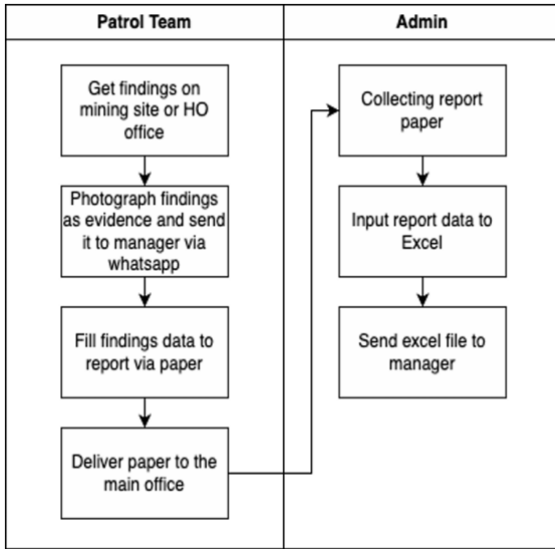 Patrol Team
Get findings on
mining site or HO
office
Photograph findings
as evidence and send
it to manager via
whatsapp
Fill findings data to
report via paper
Deliver paper to the
main office
Admin
Collecting report
paper
Input report data to
Excel
Send excel file to
manager